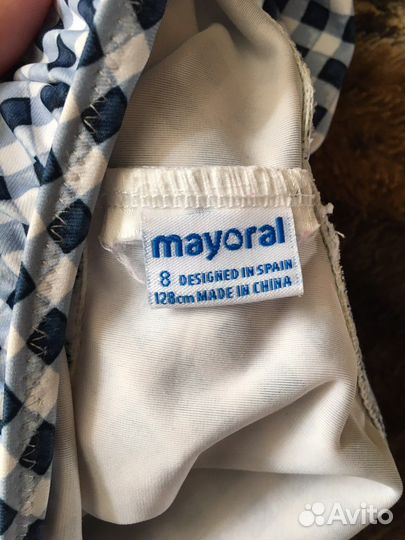 mayoral
8 DESIGNED IN SPAIN
128cm MADE IN CHINA
Avito